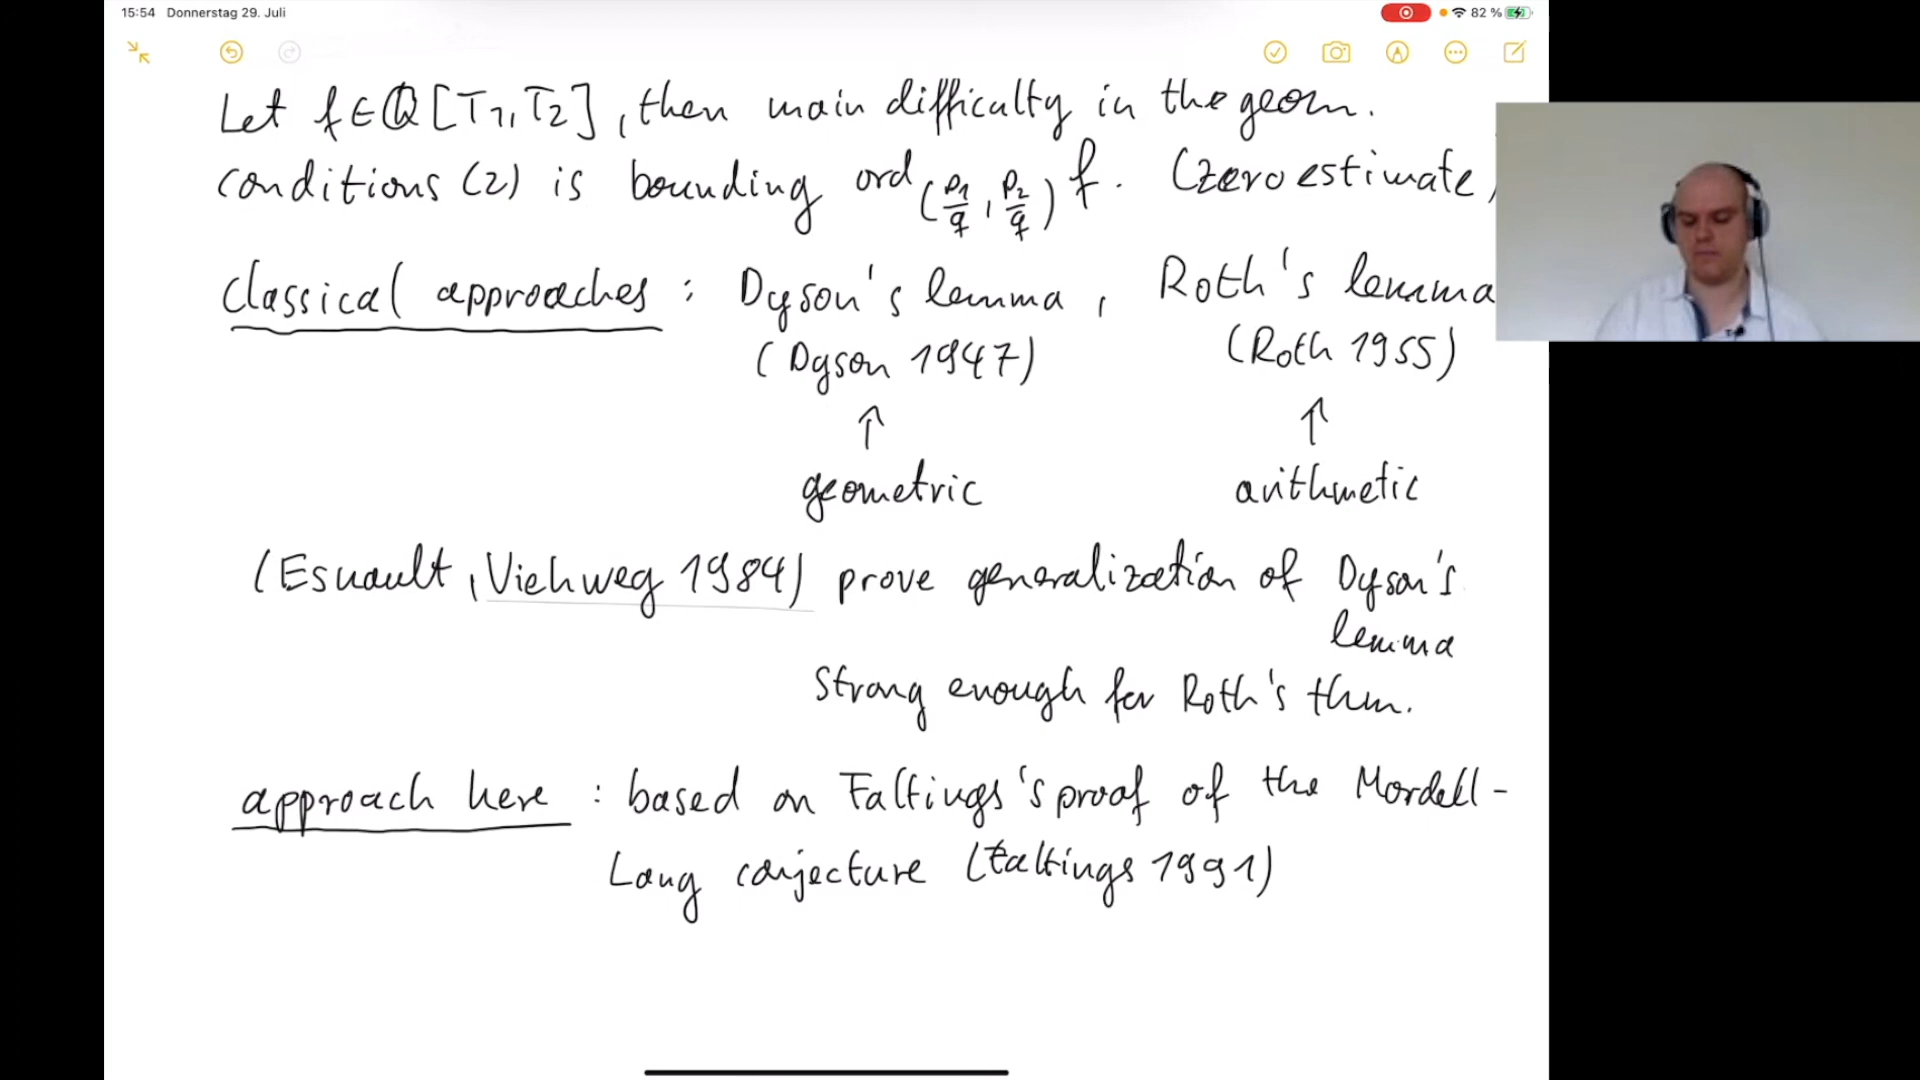 15:54 Donnerstag 29. Juli
82 %
Let f ∈ ℚ[T₁, T₂], then main difficulty in the geom.
conditions (2) is bounding ord_(p₁/q, p₂/q) f. (zero estimate)
classical approaches : Dyson's lemma , Roth's lemma
(Dyson 1947) (Roth 1955)
↑ ↑
geometric arithmetic
(Esnault, Viehweg 1984) prove generalization of Dyson's
lemma
strong enough for Roth's thm.
approach here : based on Faltings's proof of the Mordell-
Lang conjecture (Faltings 1991)